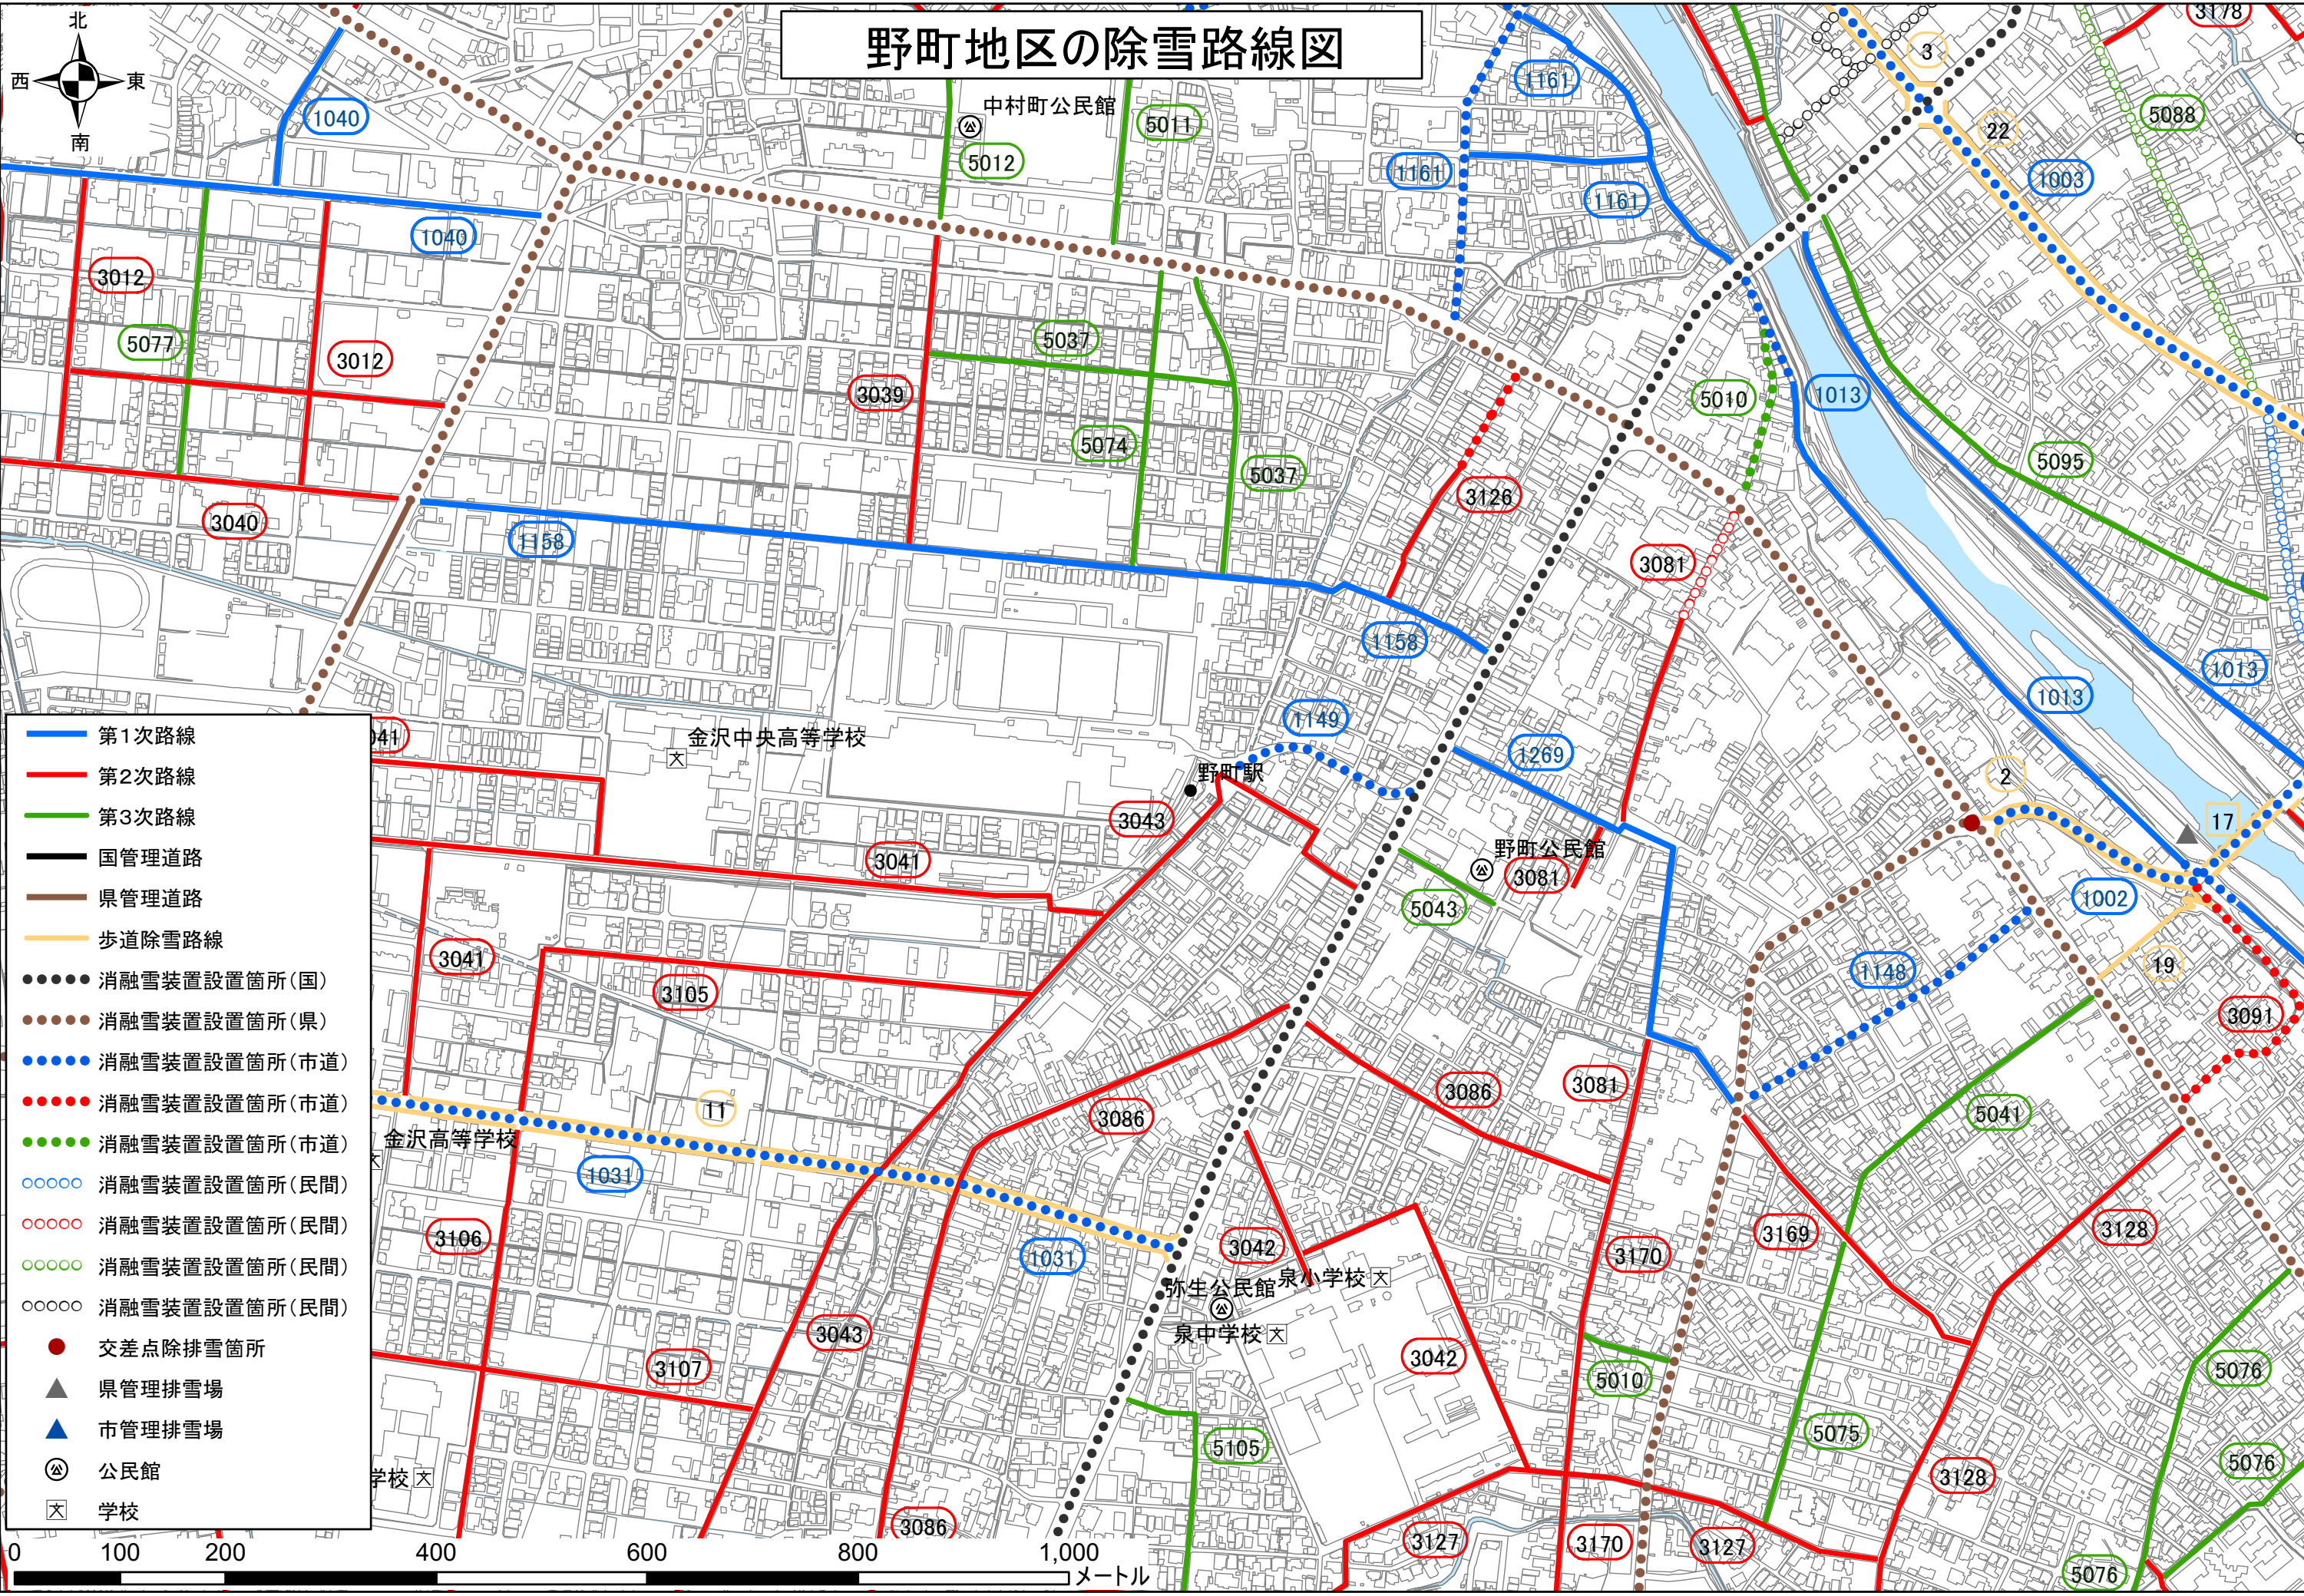 野町地区の除雪路線図
北
西
東
南
3178
3
1161
1040
中村町公民館
5011
5088
22
5012
1161
1003
1161
1040
3012
5037
5077
3012
3039
5010
1013
5074
5037
5095
3126
3040
1158
3081
1158
1013
1013
1149
041
金沢中央高等学校
1269
野町駅
2
3043
17
野町公民館
3041
3081
1002
5043
3041
19
1148
3105
3091
3086
3081
11
3086
5041
金沢高等学校
1031
3106
3042
3170
3169
3128
1031
泉小学校
弥生公民館
泉中学校
3043
3042
3107
5010
5076
5105
5075
5076
学校
3128
3086
3127
3170
3127
5076
第1次路線
第2次路線
第3次路線
国管理道路
県管理道路
歩道除雪路線
消融雪装置設置箇所(国)
消融雪装置設置箇所(県)
消融雪装置設置箇所(市道)
消融雪装置設置箇所(市道)
消融雪装置設置箇所(市道)
消融雪装置設置箇所(民間)
消融雪装置設置箇所(民間)
消融雪装置設置箇所(民間)
消融雪装置設置箇所(民間)
交差点除排雪箇所
県管理排雪場
市管理排雪場
公 公民館
文 学校
0 100 200 400 600 800 1,000
メートル